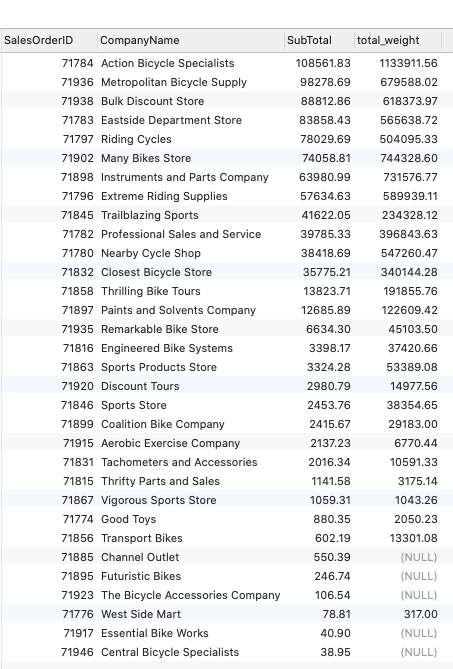 SalesOrderID CompanyName SubTotal total_weight
71784 Action Bicycle Specialists 108561.83 1133911.56
71936 Metropolitan Bicycle Supply 98278.69 679588.02
71938 Bulk Discount Store 88812.86 618373.97
71783 Eastside Department Store 83858.43 565638.72
71797 Riding Cycles 78029.69 504095.33
71902 Many Bikes Store 74058.81 744328.60
71898 Instruments and Parts Company 63980.99 731576.77
71796 Extreme Riding Supplies 57634.63 589939.11
71845 Trailblazing Sports 41622.05 234328.12
71782 Professional Sales and Service 39785.33 396843.63
71780 Nearby Cycle Shop 38418.69 547260.47
71832 Closest Bicycle Store 35775.21 340144.28
71858 Thrilling Bike Tours 13823.71 191855.76
71897 Paints and Solvents Company 12685.89 122609.42
71935 Remarkable Bike Store 6634.30 45103.50
71816 Engineered Bike Systems 3398.17 37420.66
71863 Sports Products Store 3324.28 53389.08
71920 Discount Tours 2980.79 14977.56
71846 Sports Store 2453.76 38354.65
71899 Coalition Bike Company 2415.67 29183.00
71915 Aerobic Exercise Company 2137.23 6770.44
71831 Tachometers and Accessories 2016.34 10591.33
71815 Thrifty Parts and Sales 1141.58 3175.14
71867 Vigorous Sports Store 1059.31 1043.26
71774 Good Toys 880.35 2050.23
71856 Transport Bikes 602.19 13301.08
71885 Channel Outlet 550.39 (NULL)
71895 Futuristic Bikes 246.74 (NULL)
71923 The Bicycle Accessories Company 106.54 (NULL)
71776 West Side Mart 78.81 317.00
71917 Essential Bike Works 40.90 (NULL)
71946 Central Bicycle Specialists 38.95 (NULL)